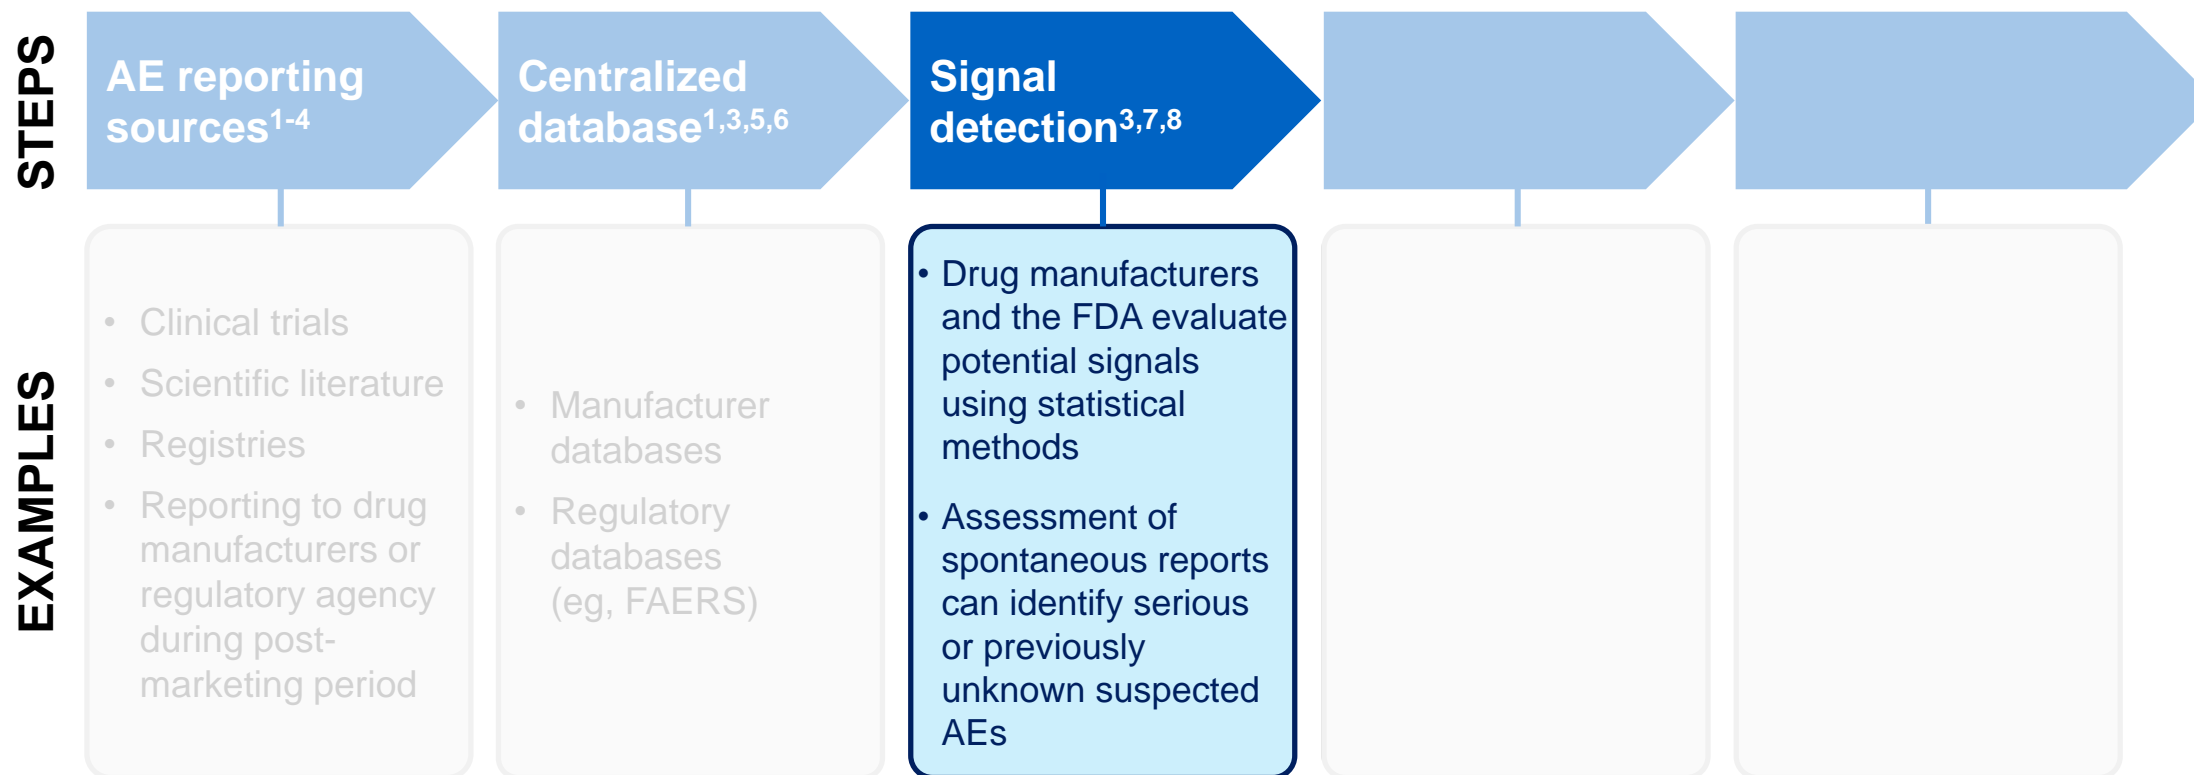 STEPS
AE reporting
sources1-4
Centralized
database1,3,5,6
Signal
detection3,7,8
EXAMPLES
• Clinical trials
• Scientific literature
• Registries
• Reporting to drug
manufacturers or
regulatory agency
during post-
marketing period
• Manufacturer
databases
• Regulatory
databases
(eg, FAERS)
• Drug manufacturers
and the FDA evaluate
potential signals
using statistical
methods
• Assessment of
spontaneous reports
can identify serious
or previously
unknown suspected
AEs